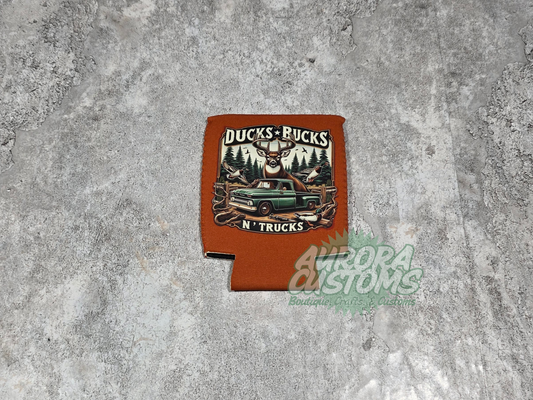 DUCKS★BUCKS
N' TRUCKS
AURORA
CUSTOMS
Boutique, Crafts, & Customs